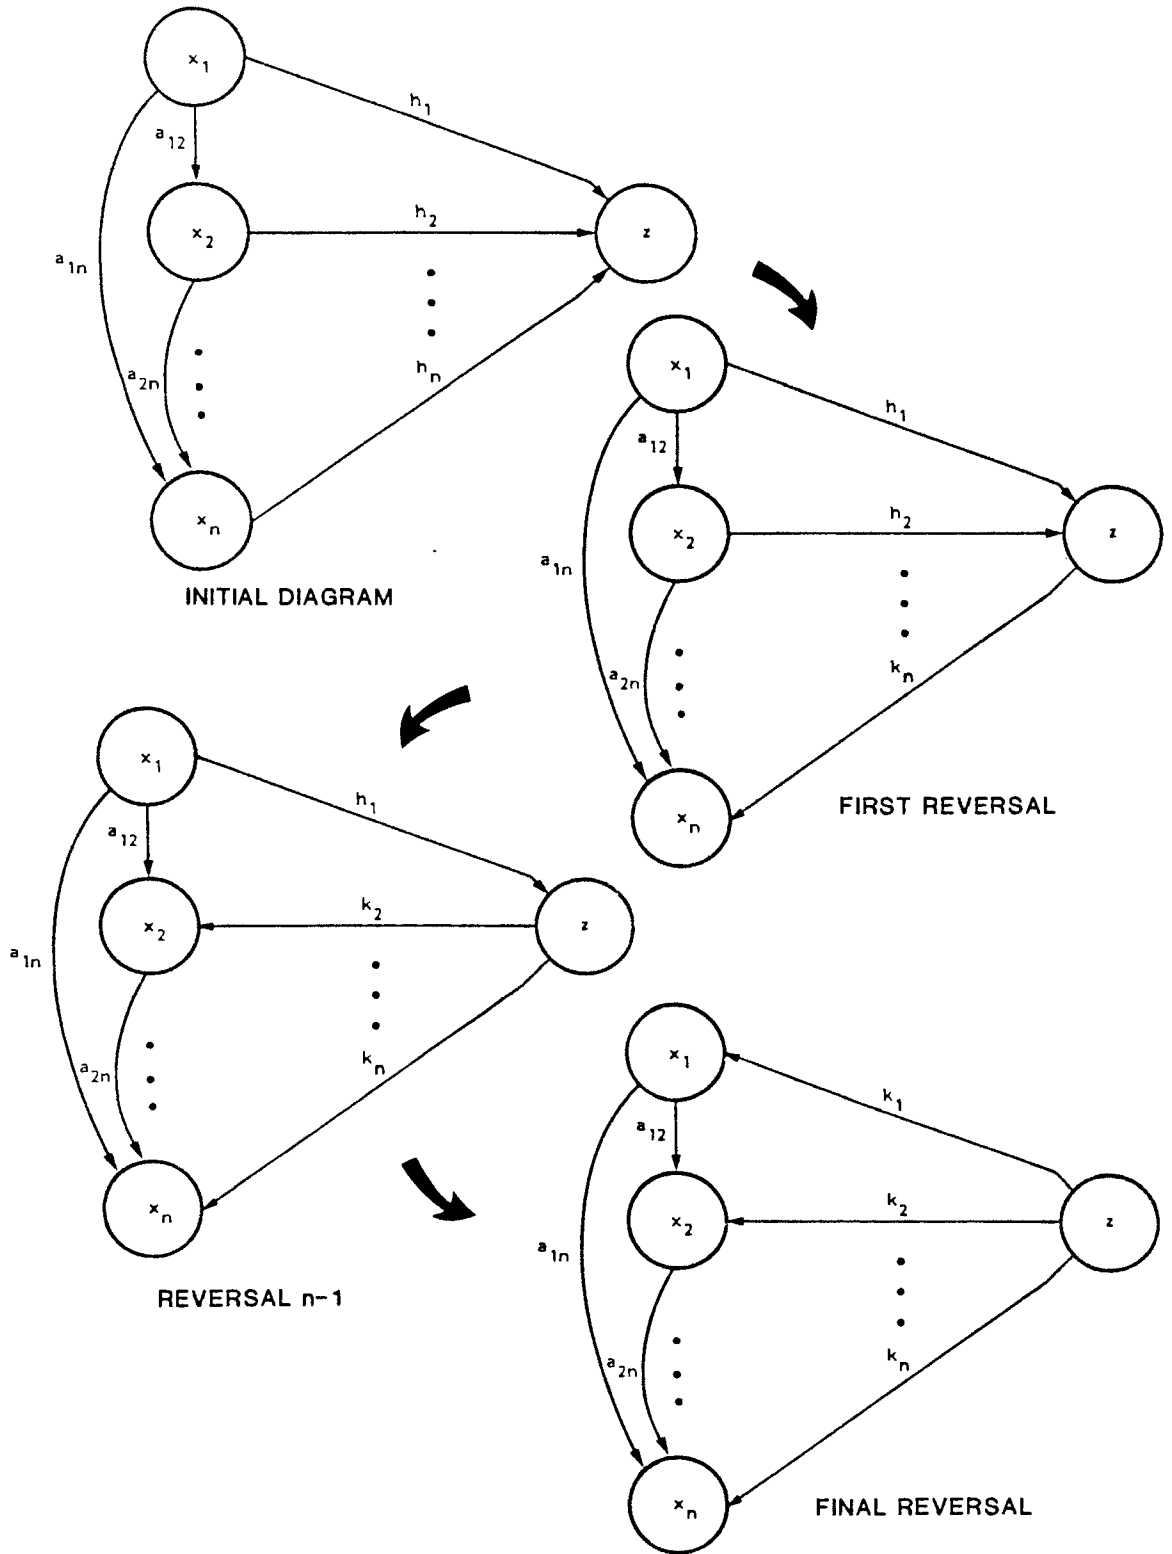 x₁
h₁
a₁₂
x₂
h₂
z
a₁ₙ
a₂ₙ
hₙ
xₙ
INITIAL DIAGRAM
x₁
h₁
a₁₂
x₂
h₂
z
a₁ₙ
a₂ₙ
kₙ
xₙ
FIRST REVERSAL
x₁
h₁
a₁₂
x₂
k₂
z
a₁ₙ
a₂ₙ
kₙ
xₙ
REVERSAL n-1
x₁
k₁
a₁₂
x₂
k₂
z
a₁ₙ
a₂ₙ
kₙ
xₙ
FINAL REVERSAL